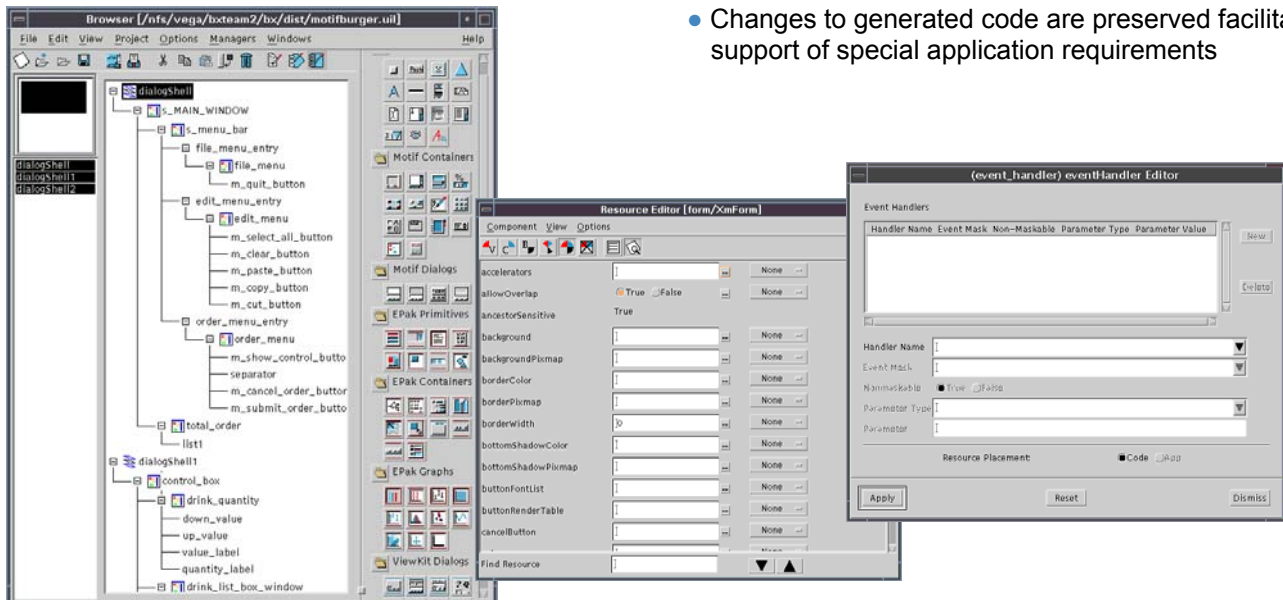 Browser [/nfs/vega/bxteam2/bx/dist/motifburger.uil]
File Edit View Project Options Managers Windows Help
dialogShell
dialogShell1
dialogShell2
dialogShell
s_MAIN_WINDOW
s_menu_bar
file_menu_entry
file_menu
m_quit_button
edit_menu_entry
edit_menu
m_select_all_button
m_clear_button
m_paste_button
m_copy_button
m_cut_button
order_menu_entry
order_menu
m_show_control_butto
separator
m_cancel_order_buttor
m_submit_order_butto
total_order
list1
dialogShell1
control_box
drink_quantity
down_value
up_value
value_label
quantity_label
drink_list_box_window
Motif Containers
Motif Dialogs
EPak Primitives
EPak Containers
EPak Graphs
ViewKit Dialogs
• Changes to generated code are preserved facilita
support of special application requirements
Resource Editor [form/XmForm]
Component View Options
accelerators None
allowOverlap True False None
ancestorSensitive True
background None
backgroundPixmap None
borderColor None
borderPixmap None
borderWidth 0 None
bottomShadowColor None
bottomShadowPixmap None
buttonFontList None
buttonRenderTable None
cancelButton None
Find Resource
(event_handler) eventHandler Editor
Event Handlers
Handler Name Event Mask Non-Maskable Parameter Type Parameter Value
New
Delete
Handler Name
Event Mask
Nonmaskable True False
Parameter Type
Parameter
Resource Placement: Code App
Apply Reset Dismiss